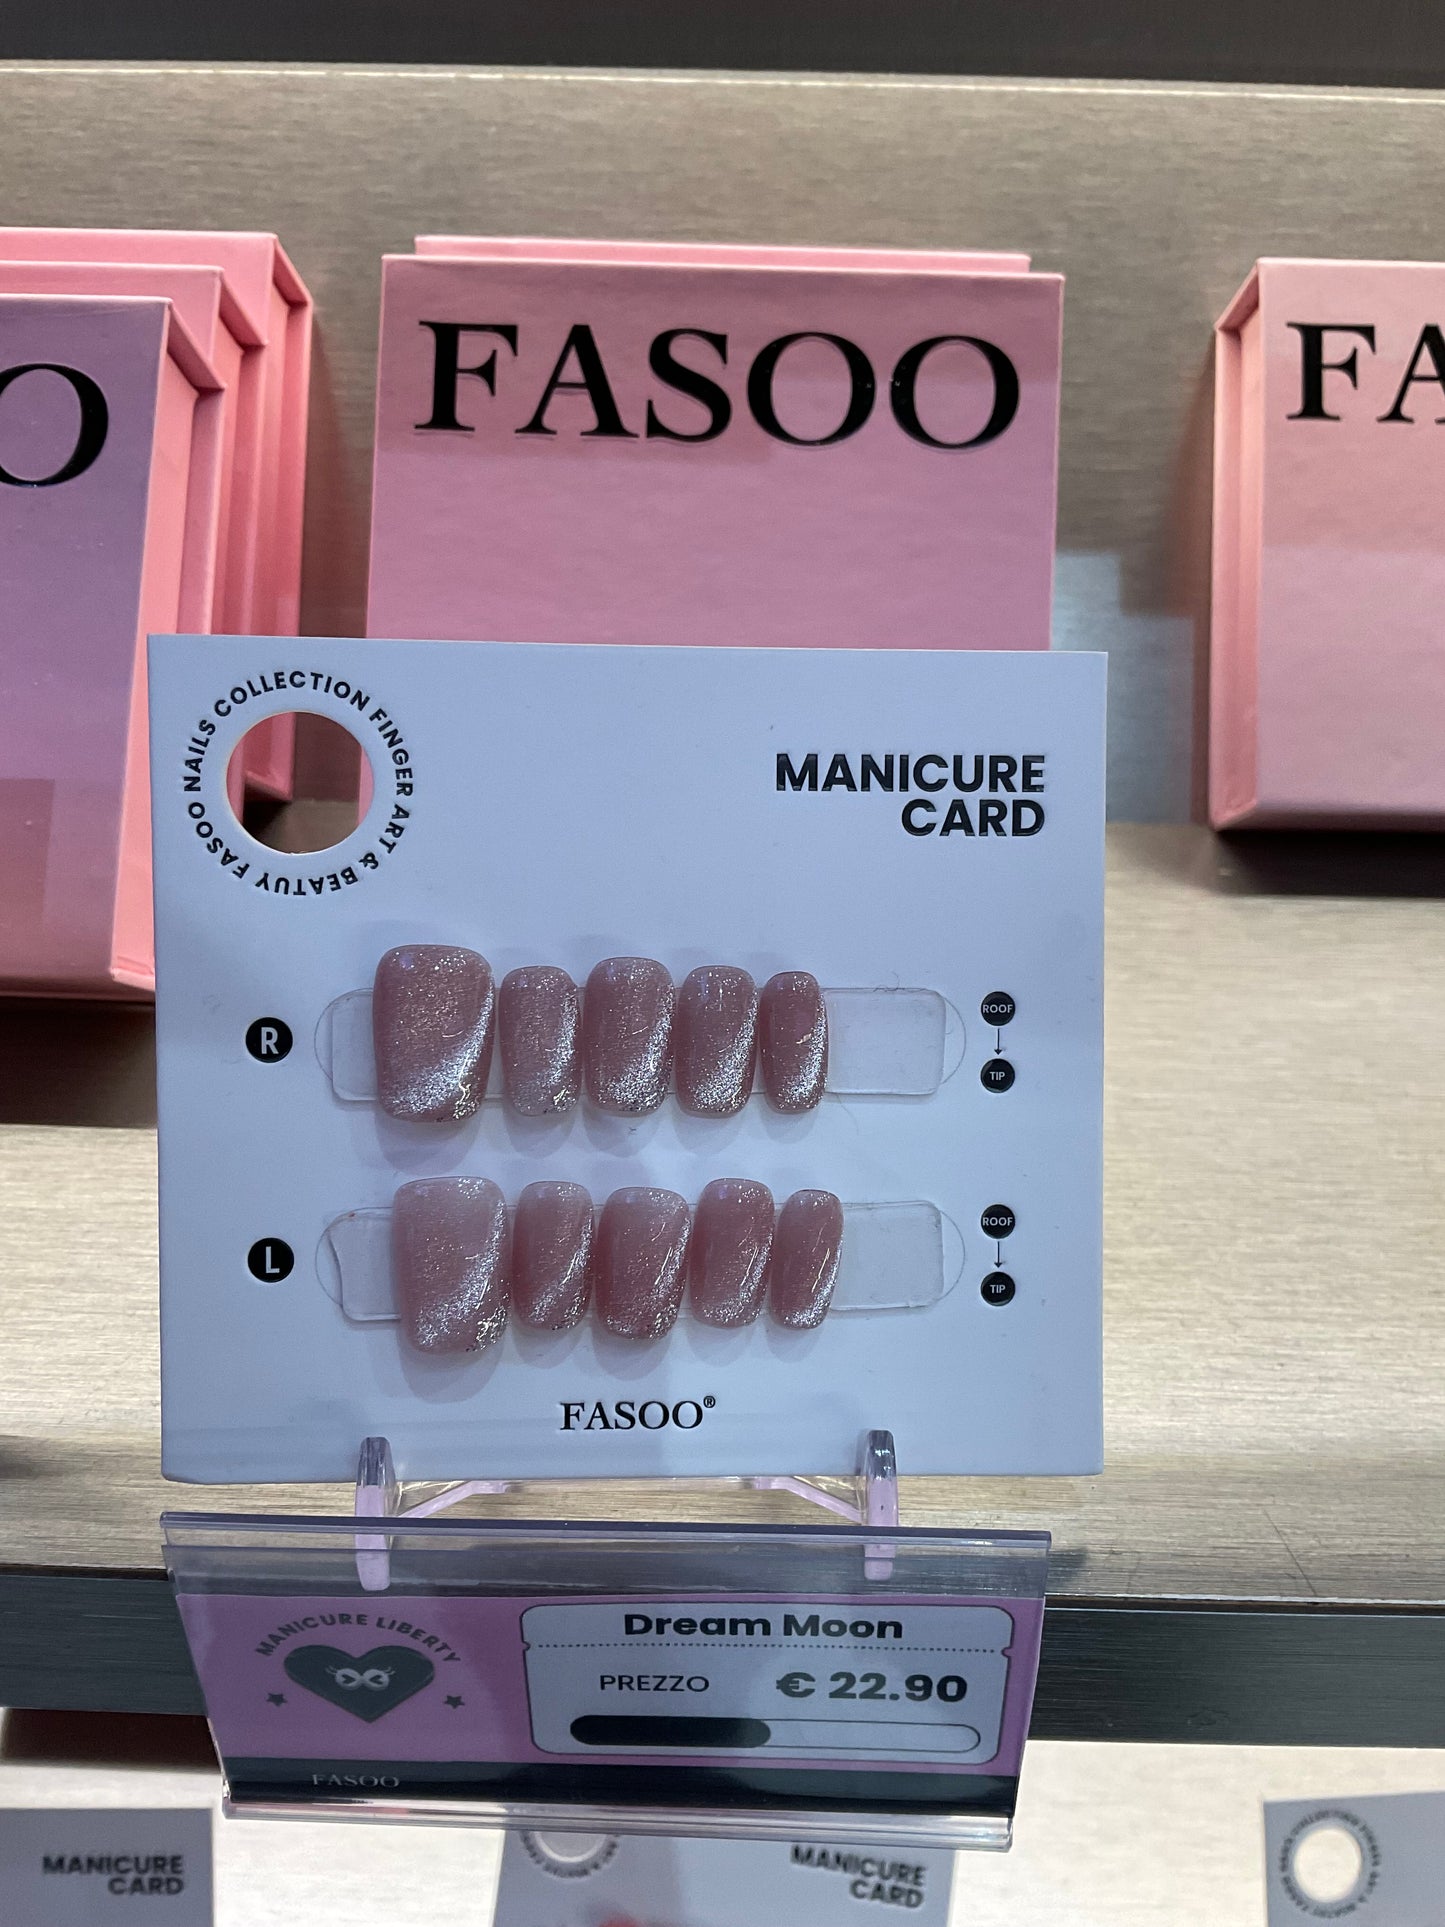 O
FASOO
FA
FASOO NAILS COLLECTION FINGER ART & BEATUY
MANICURE
CARD
R
ROOF
TIP
L
ROOF
TIP
FASOO®
MANICURE LIBERTY
Dream Moon
PREZZO
€ 22.90
FASOO
MANICURE
CARD
MANICURE
CARD